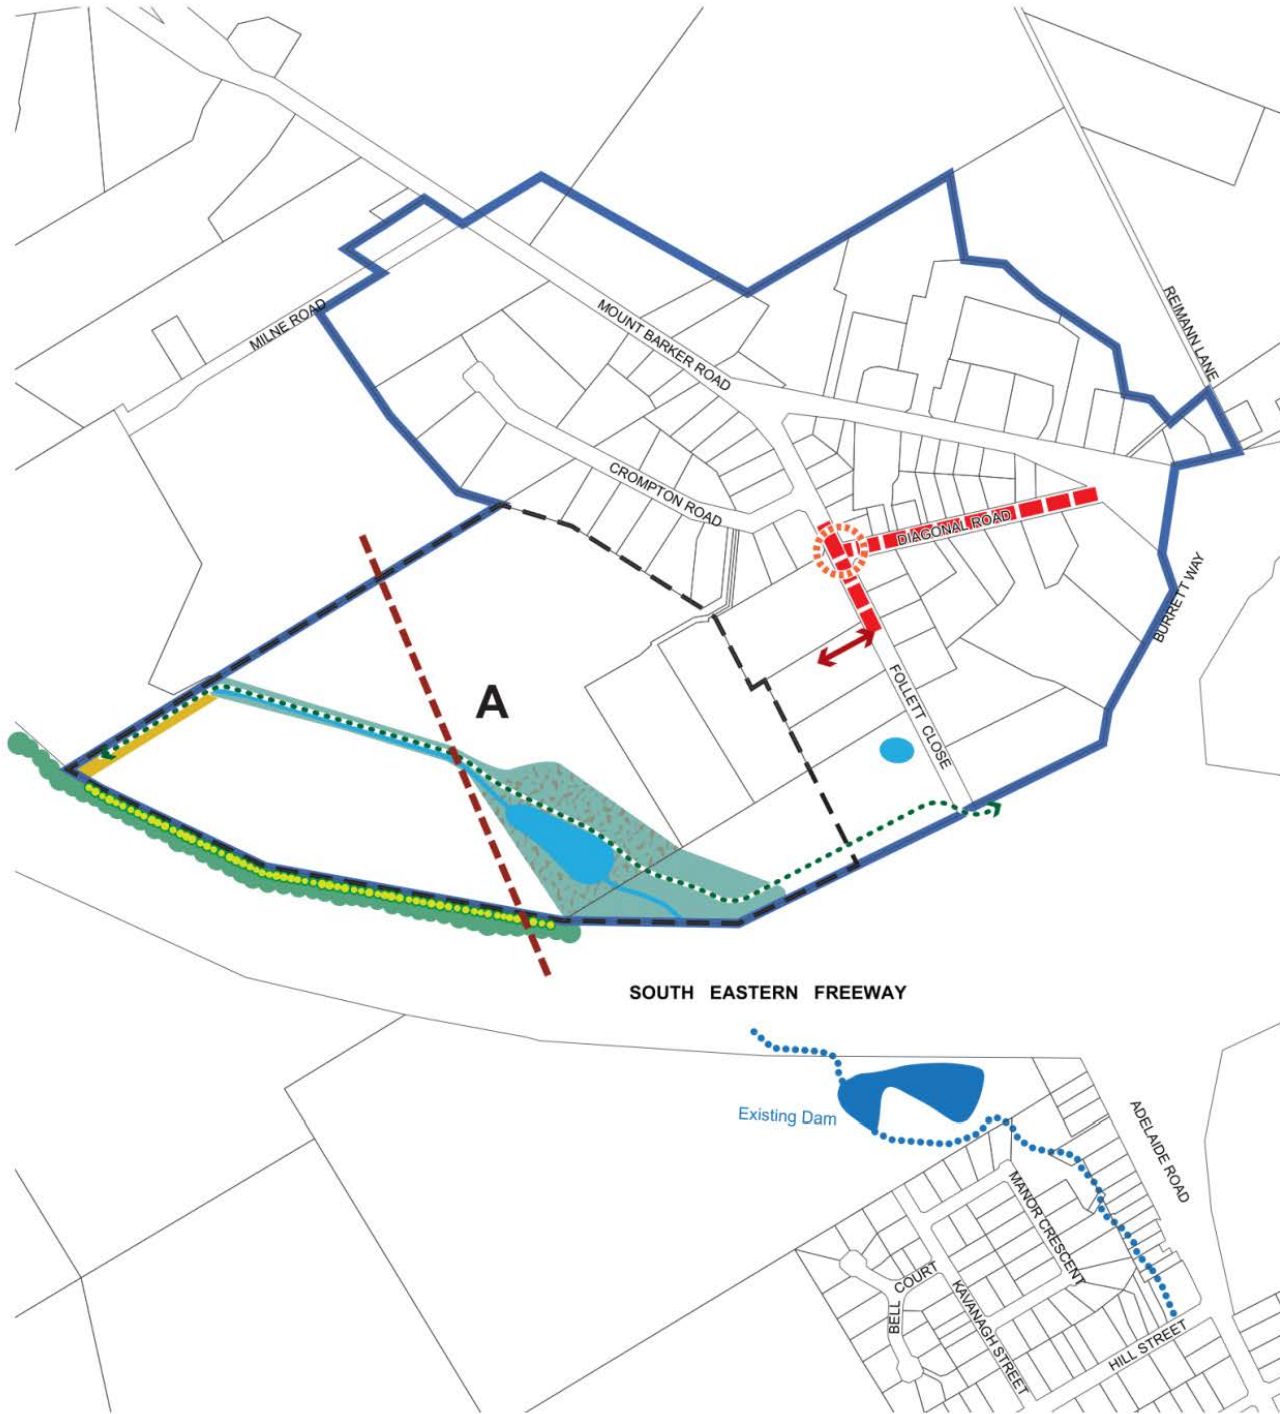 MILNE ROAD
MOUNT BARKER ROAD
REIMANN LANE
CROMPTON ROAD
DIAGONAL ROAD
BURRETT WAY
A
FOLLETT CLOSE
SOUTH EASTERN FREEWAY
Existing Dam
ADELAIDE ROAD
MANOR CRESCENT
BELL COURT
KAVANAGH STREET
HILL STREET